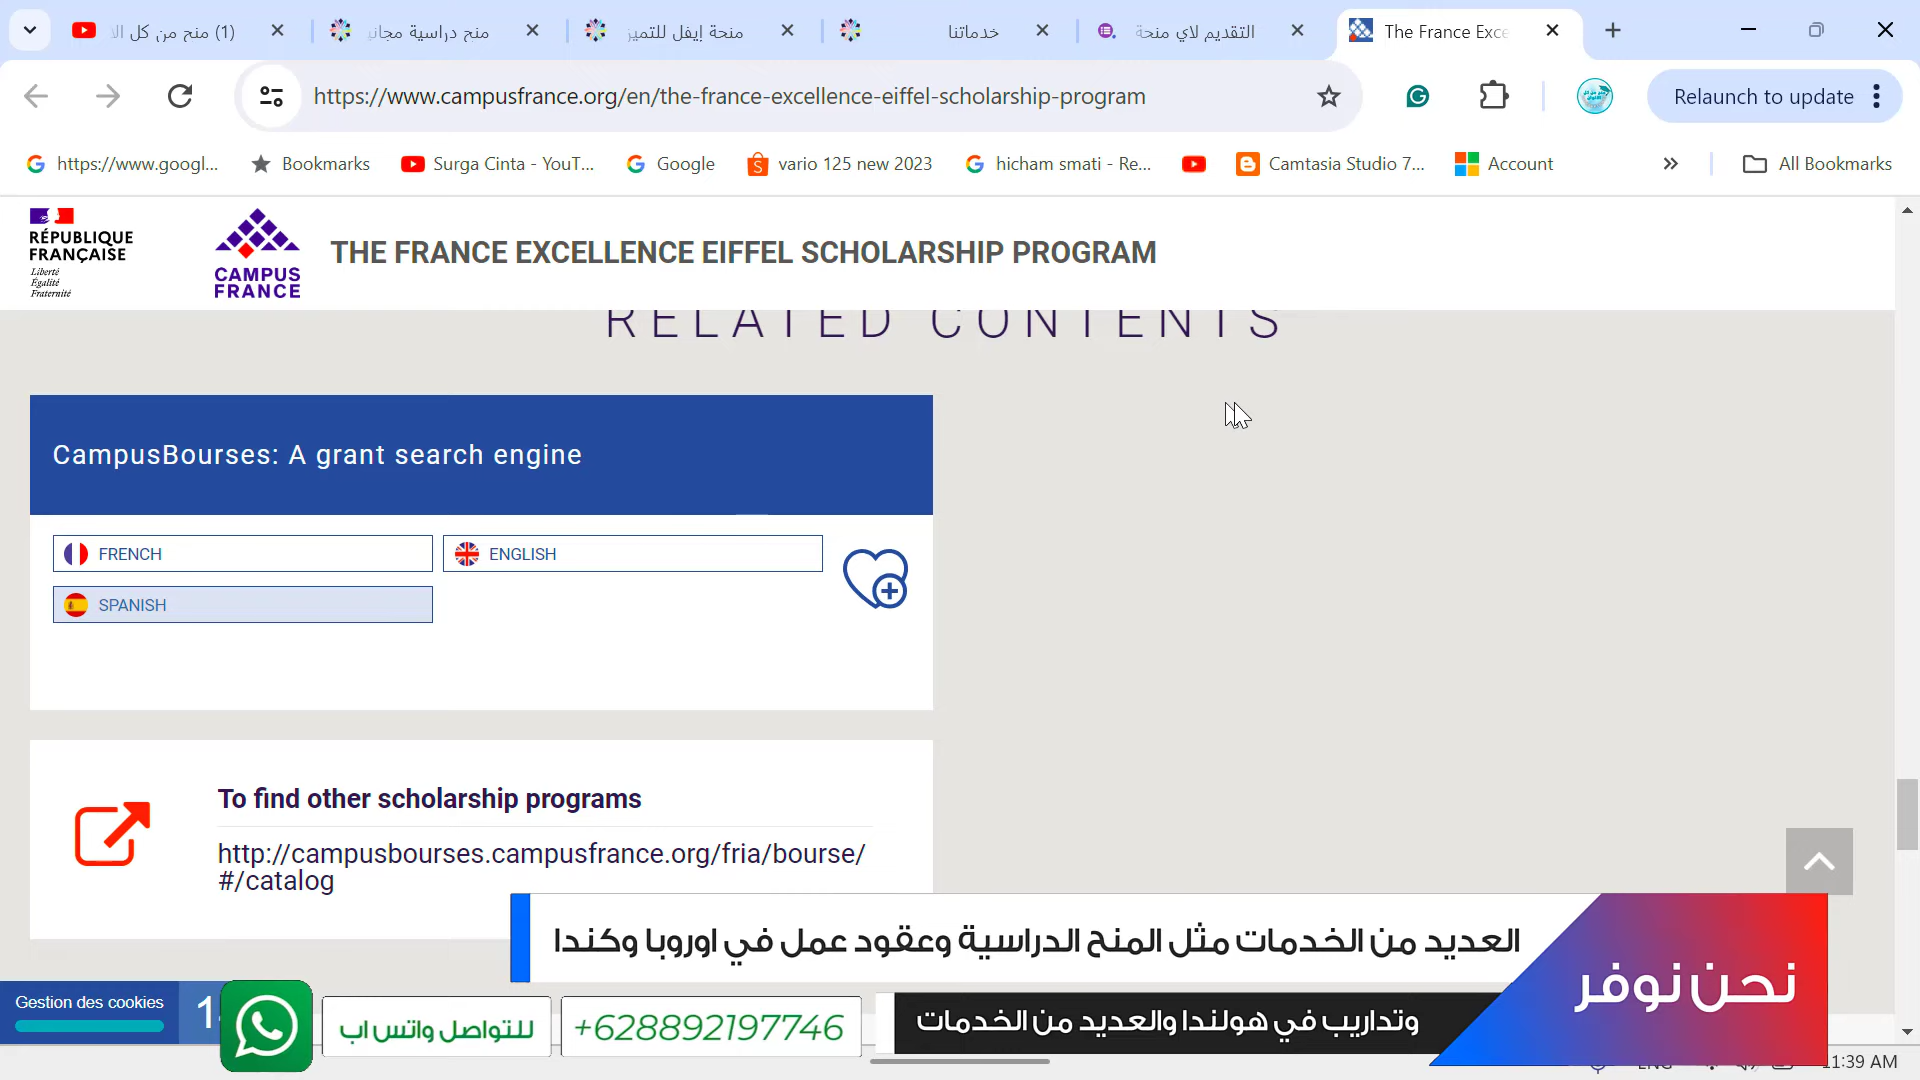 (1) منح من كل الا
منح دراسية مجاني
منحة إيفل للتميز
خدماتنا
التقديم لاي منحة
The France Exce
https://www.campusfrance.org/en/the-france-excellence-eiffel-scholarship-program
Relaunch to update
https://www.googl...
Bookmarks
Surga Cinta - YouT...
Google
vario 125 new 2023
hicham smati - Re...
Camtasia Studio 7...
Account
All Bookmarks
RÉPUBLIQUE
FRANÇAISE
Liberté
Égalité
Fraternité
CAMPUS
FRANCE
THE FRANCE EXCELLENCE EIFFEL SCHOLARSHIP PROGRAM
RELATED CONTENTS
CampusBourses: A grant search engine
FRENCH
ENGLISH
SPANISH
To find other scholarship programs
http://campusbourses.campusfrance.org/fria/bourse/
#/catalog
العديد من الخدمات مثل المنح الدراسية وعقود عمل في اوروبا وكندا
نحن نوفر
وتداريب في هولندا والعديد من الخدمات
Gestion des cookies
للتواصل واتس اب
+628892197746
11:39 AM